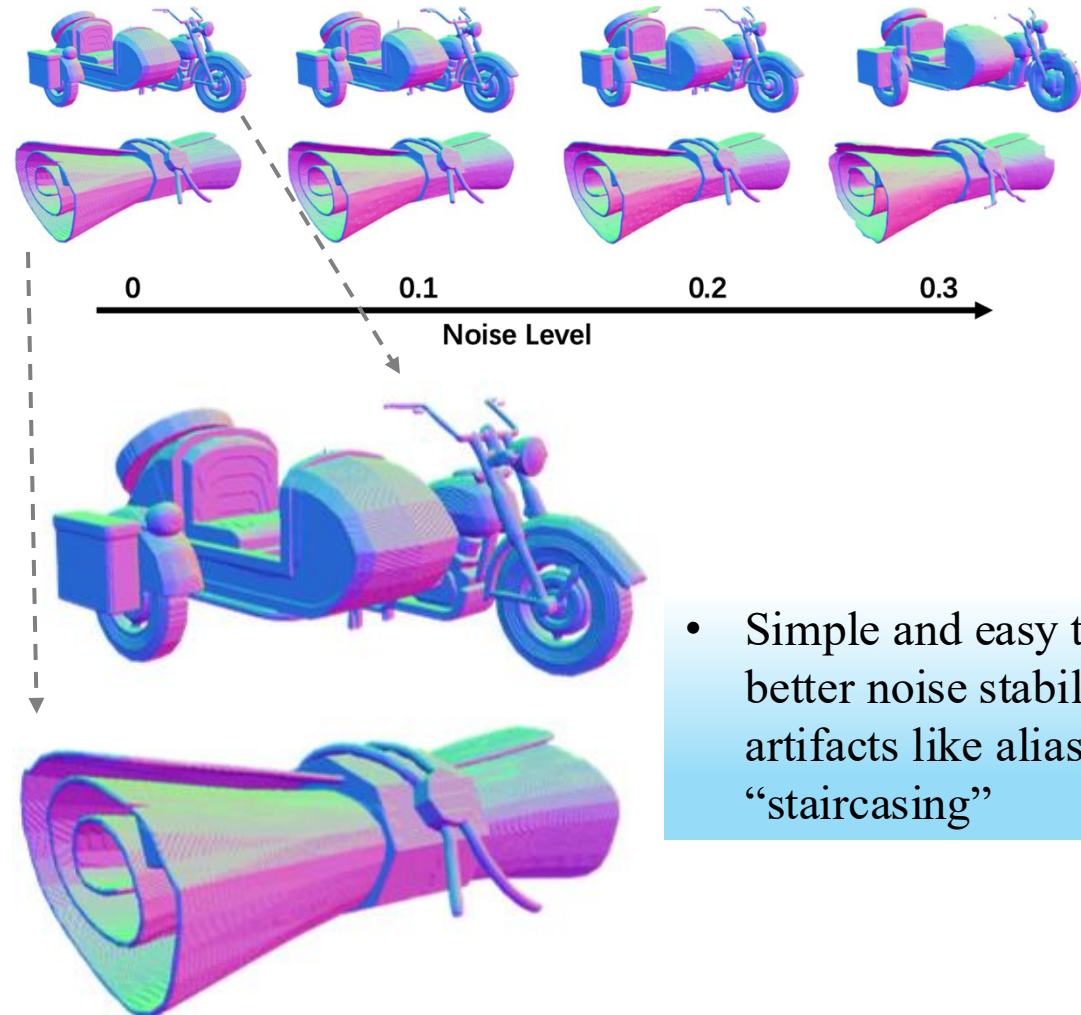 0 0.1 0.2 0.3
Noise Level
• Simple and easy t
better noise stabil
artifacts like alias
“staircasing”